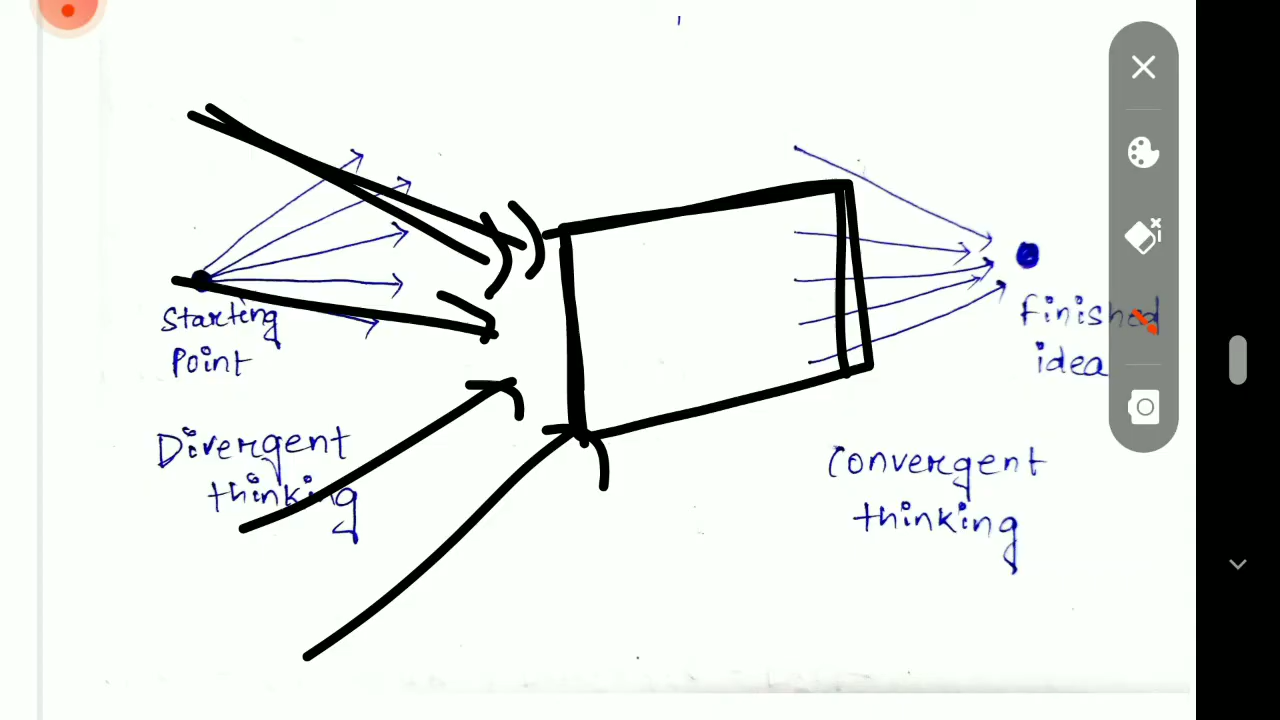 Starting
Point
Divergent
thinking
Finished
idea
Convergent
thinking